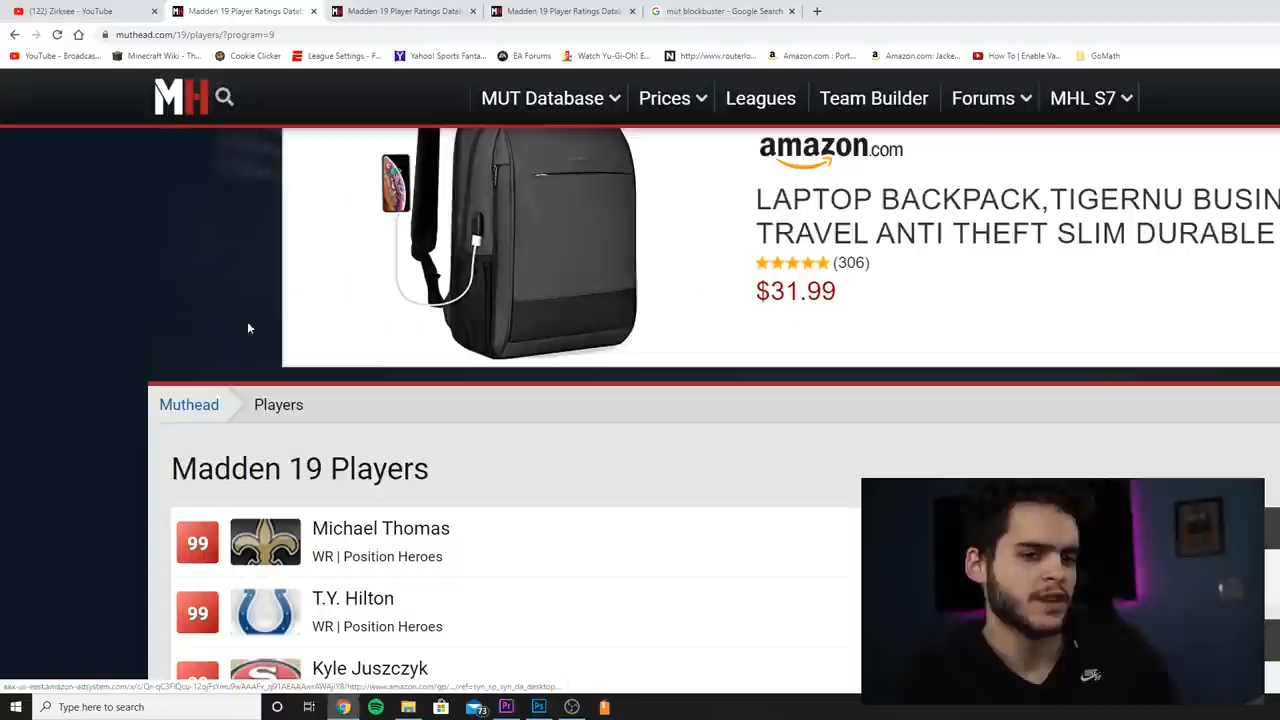 (122) Zirksee - YouTube
Madden 19 Player Ratings Datab
Madden 19 Player Ratings Datab
Madden 19 Player Ratings Datab
mut blockbuster - Google Search
muthead.com/19/players/?program=9
YouTube - Broadcas...
Minecraft Wiki - Th...
Cookie Clicker
League Settings - F...
Yahoo! Sports Fanta...
EA Forums
Watch Yu-Gi-Oh! E...
http://www.routerlo...
Amazon.com : Port...
Amazon.com: Jacke...
How To | Enable Va...
GoMath
MH
MUT Database
Prices
Leagues
Team Builder
Forums
MHL S7
amazon.com
LAPTOP BACKPACK,TIGERNU BUSIN
TRAVEL ANTI THEFT SLIM DURABLE
(306)
$31.99
Muthead
Players
Madden 19 Players
99
Michael Thomas
WR | Position Heroes
99
T.Y. Hilton
WR | Position Heroes
Kyle Juszczyk
Type here to search
73
Pr
Ps